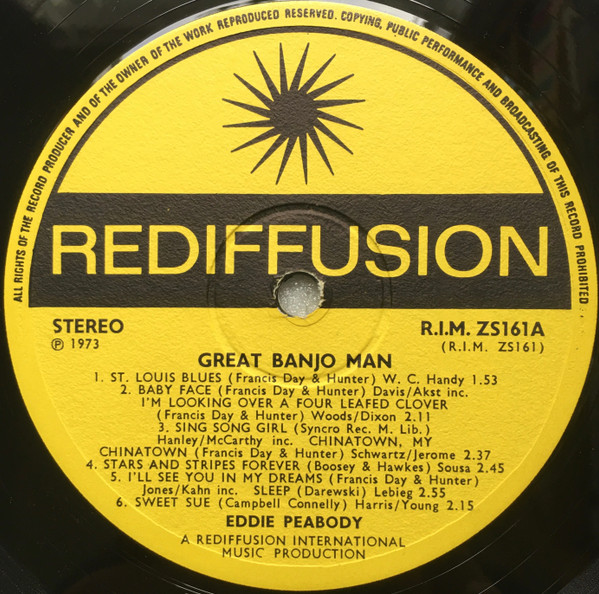 ALL RIGHTS OF THE RECORD PRODUCER AND OF THE OWNER OF THE WORK REPRODUCED RESERVED. COPYING, PUBLIC PERFORMANCE AND BROADCASTING OF THIS RECORD PROHIBITED
REDIFFUSION
STEREO R.I.M. ZS161A
Ⓟ 1973 (R.I.M. ZS161)
GREAT BANJO MAN
1. ST. LOUIS BLUES (Francis Day & Hunter) W. C. Handy 1.53
2. BABY FACE (Francis Day & Hunter) Davis/Akst inc.
I'M LOOKING OVER A FOUR LEAFED CLOVER
(Francis Day & Hunter) Woods/Dixon 2.11
3. SING SONG GIRL (Syncro Rec. M. Lib.)
Hanley/McCarthy inc. CHINATOWN, MY
CHINATOWN (Francis Day & Hunter) Schwartz/Jerome 2.37
4. STARS AND STRIPES FOREVER (Boosey & Hawkes) Sousa 2.45
5. I'LL SEE YOU IN MY DREAMS (Francis Day & Hunter)
Jones/Kahn inc. SLEEP (Darewski) Lebieg 2.55
6. SWEET SUE (Campbell Connelly) Harris/Young 2.15
EDDIE PEABODY
A REDIFFUSION INTERNATIONAL
MUSIC PRODUCTION